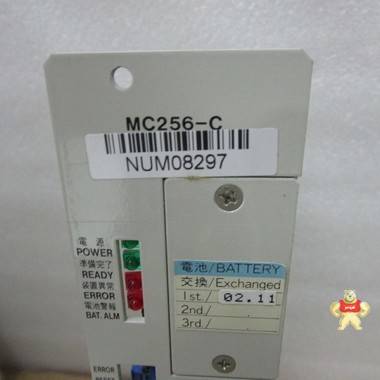 MC256-C
NUM08297
電源
POWER
準備完了
READY
装置異常
ERROR
電池警報
BAT. ALM
ERROR
電池/BATTERY
交換/Exchanged
1st./ 02.11
2nd./
3rd./